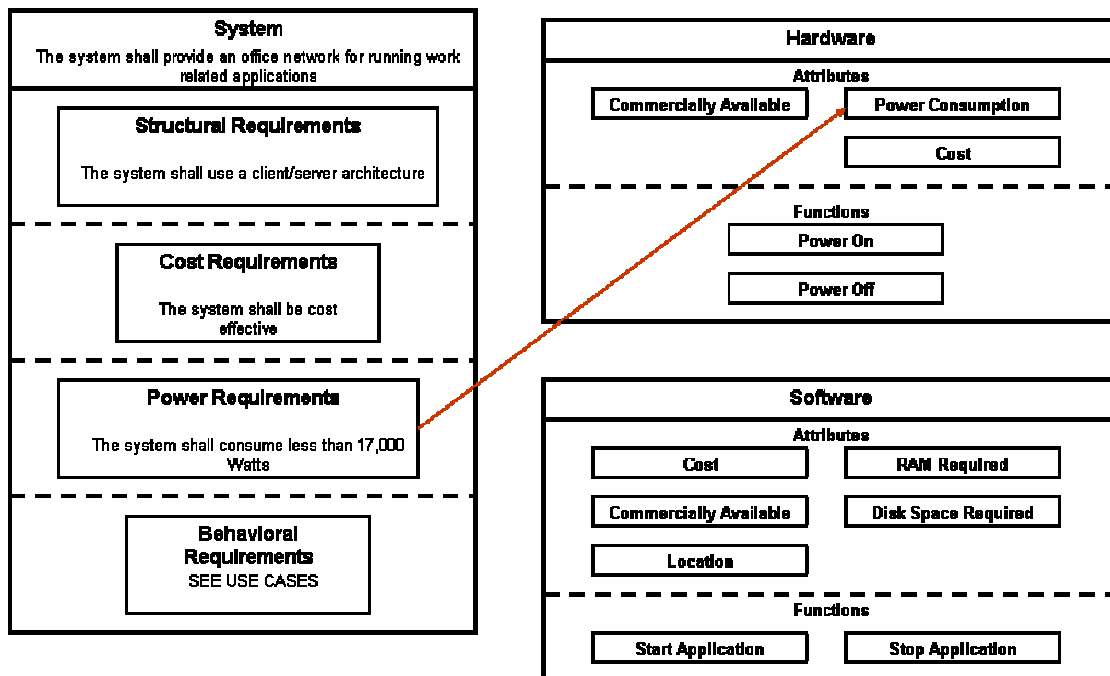 System
The system shall provide an office network for running work
related applications
Structural Requirements
The system shall use a client/server architecture
Cost Requirements
The system shall be cost
effective
Power Requirements
The system shall consume less than 17,000
Watts
Behavioral
Requirements
SEE USE CASES
Hardware
Attributes
Commercially Available
Power Consumption
Cost
Functions
Power On
Power Off
Software
Attributes
Cost
RAM Required
Commercially Available
Disk Space Required
Location
Functions
Start Application
Stop Application